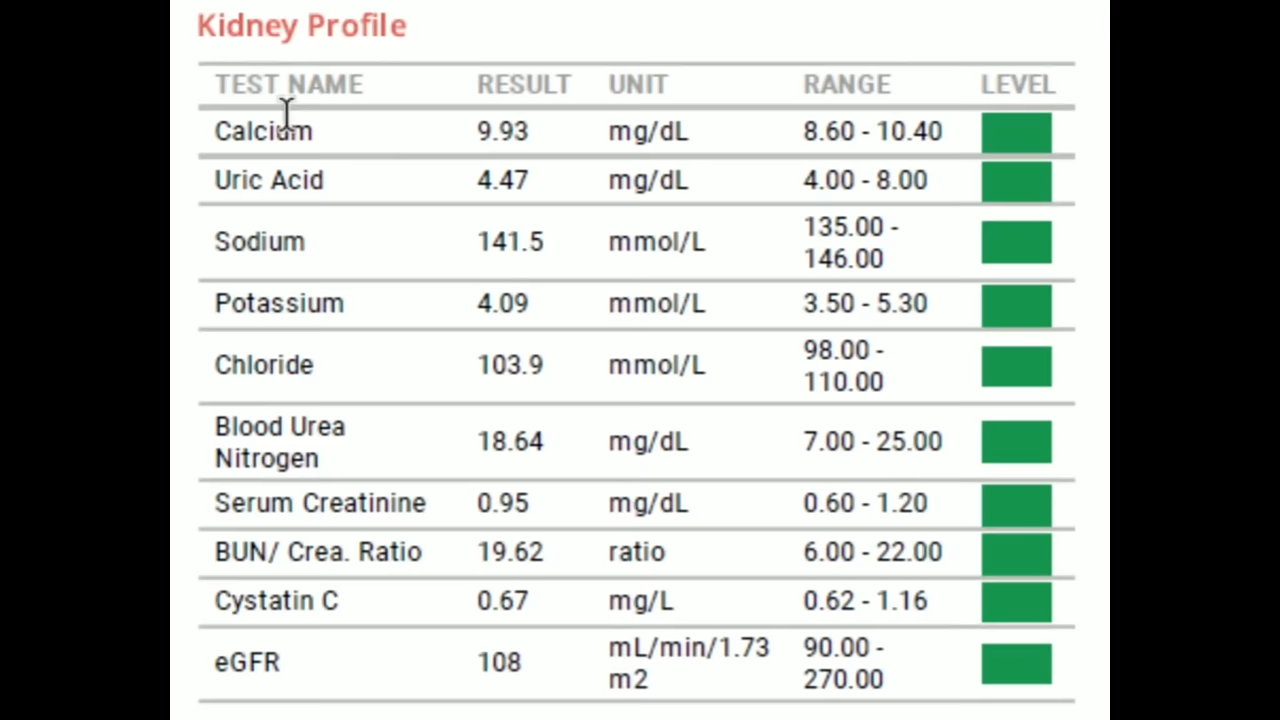 Kidney Profile
TEST NAME RESULT UNIT RANGE LEVEL
Calcium 9.93 mg/dL 8.60 - 10.40
Uric Acid 4.47 mg/dL 4.00 - 8.00
Sodium 141.5 mmol/L 135.00 - 146.00
Potassium 4.09 mmol/L 3.50 - 5.30
Chloride 103.9 mmol/L 98.00 - 110.00
Blood Urea Nitrogen 18.64 mg/dL 7.00 - 25.00
Serum Creatinine 0.95 mg/dL 0.60 - 1.20
BUN/ Crea. Ratio 19.62 ratio 6.00 - 22.00
Cystatin C 0.67 mg/L 0.62 - 1.16
eGFR 108 mL/min/1.73 m2 90.00 - 270.00